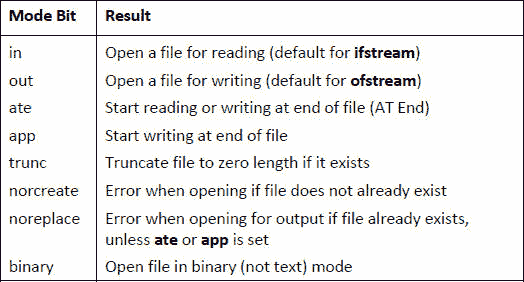 Mode Bit Result
in Open a file for reading (default for ifstream)
out Open a file for writing (default for ofstream)
ate Start reading or writing at end of file (AT End)
app Start writing at end of file
trunc Truncate file to zero length if it exists
norcreate Error when opening if file does not already exist
noreplace Error when opening for output if file already exists,
unless ate or app is set
binary Open file in binary (not text) mode